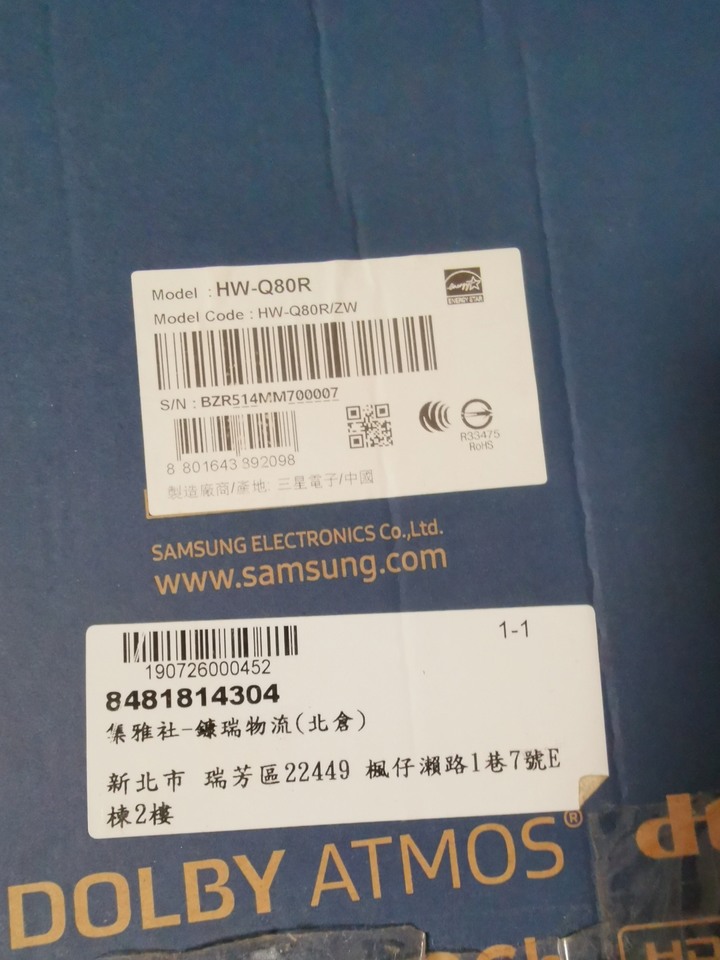 Model : HW-Q80R
Model Code : HW-Q80R/ZW
ENERGY STAR
S/N : BZR514MM700007
8 801643 392098
R33475
RoHS
製造廠商/產地: 三星電子/中國
SAMSUNG ELECTRONICS Co.,Ltd.
www.samsung.com
1-1
190726000452
8481814304
集雅社-鐮瑞物流(北倉)
新北市 瑞芳區22449 楓仔瀨路1巷7號E
棟2樓
DOLBY ATMOS®